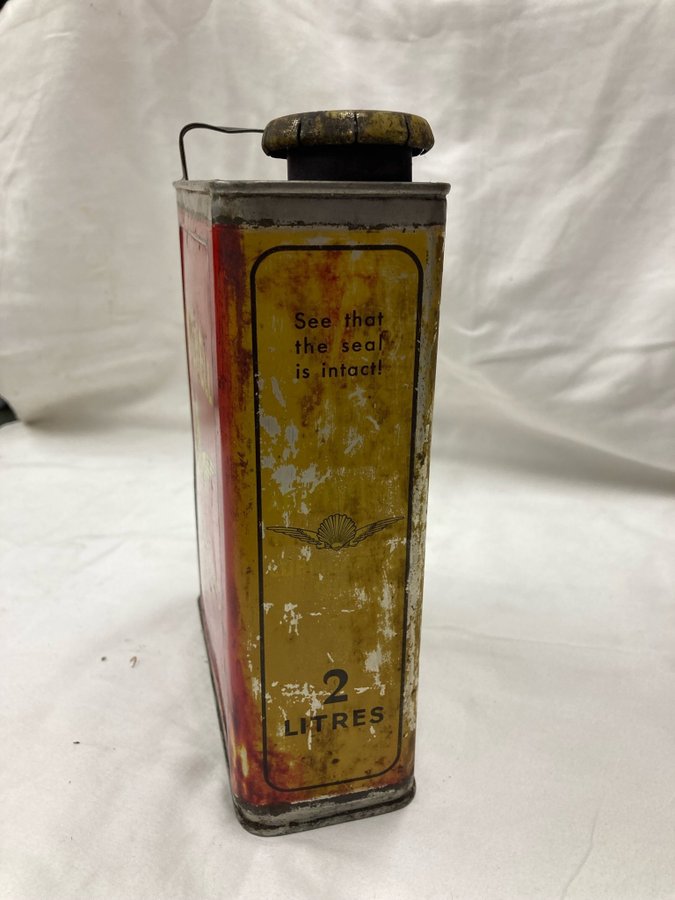 See that
the seal
is intact!
2
LITRES